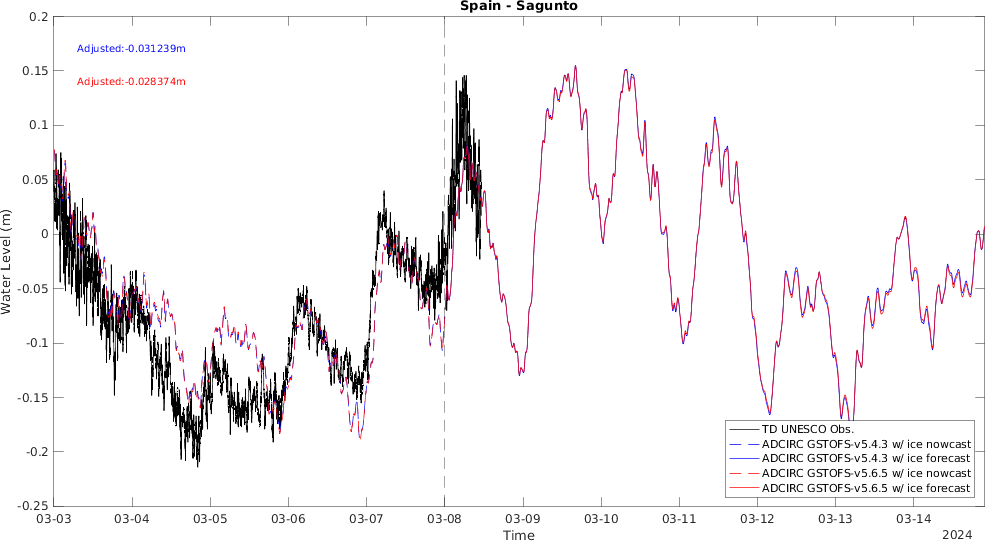 Spain - Sagunto
0.2
0.15
0.1
0.05
0
-0.05
-0.1
-0.15
-0.2
-0.25
Water Level (m)
Adjusted:-0.031239m
Adjusted:-0.028374m
TD UNESCO Obs.
ADCIRC GSTOFS-v5.4.3 w/ ice nowcast
ADCIRC GSTOFS-v5.4.3 w/ ice forecast
ADCIRC GSTOFS-v5.6.5 w/ ice nowcast
ADCIRC GSTOFS-v5.6.5 w/ ice forecast
03-03 03-04 03-05 03-06 03-07 03-08 03-09 03-10 03-11 03-12 03-13 03-14
Time
2024